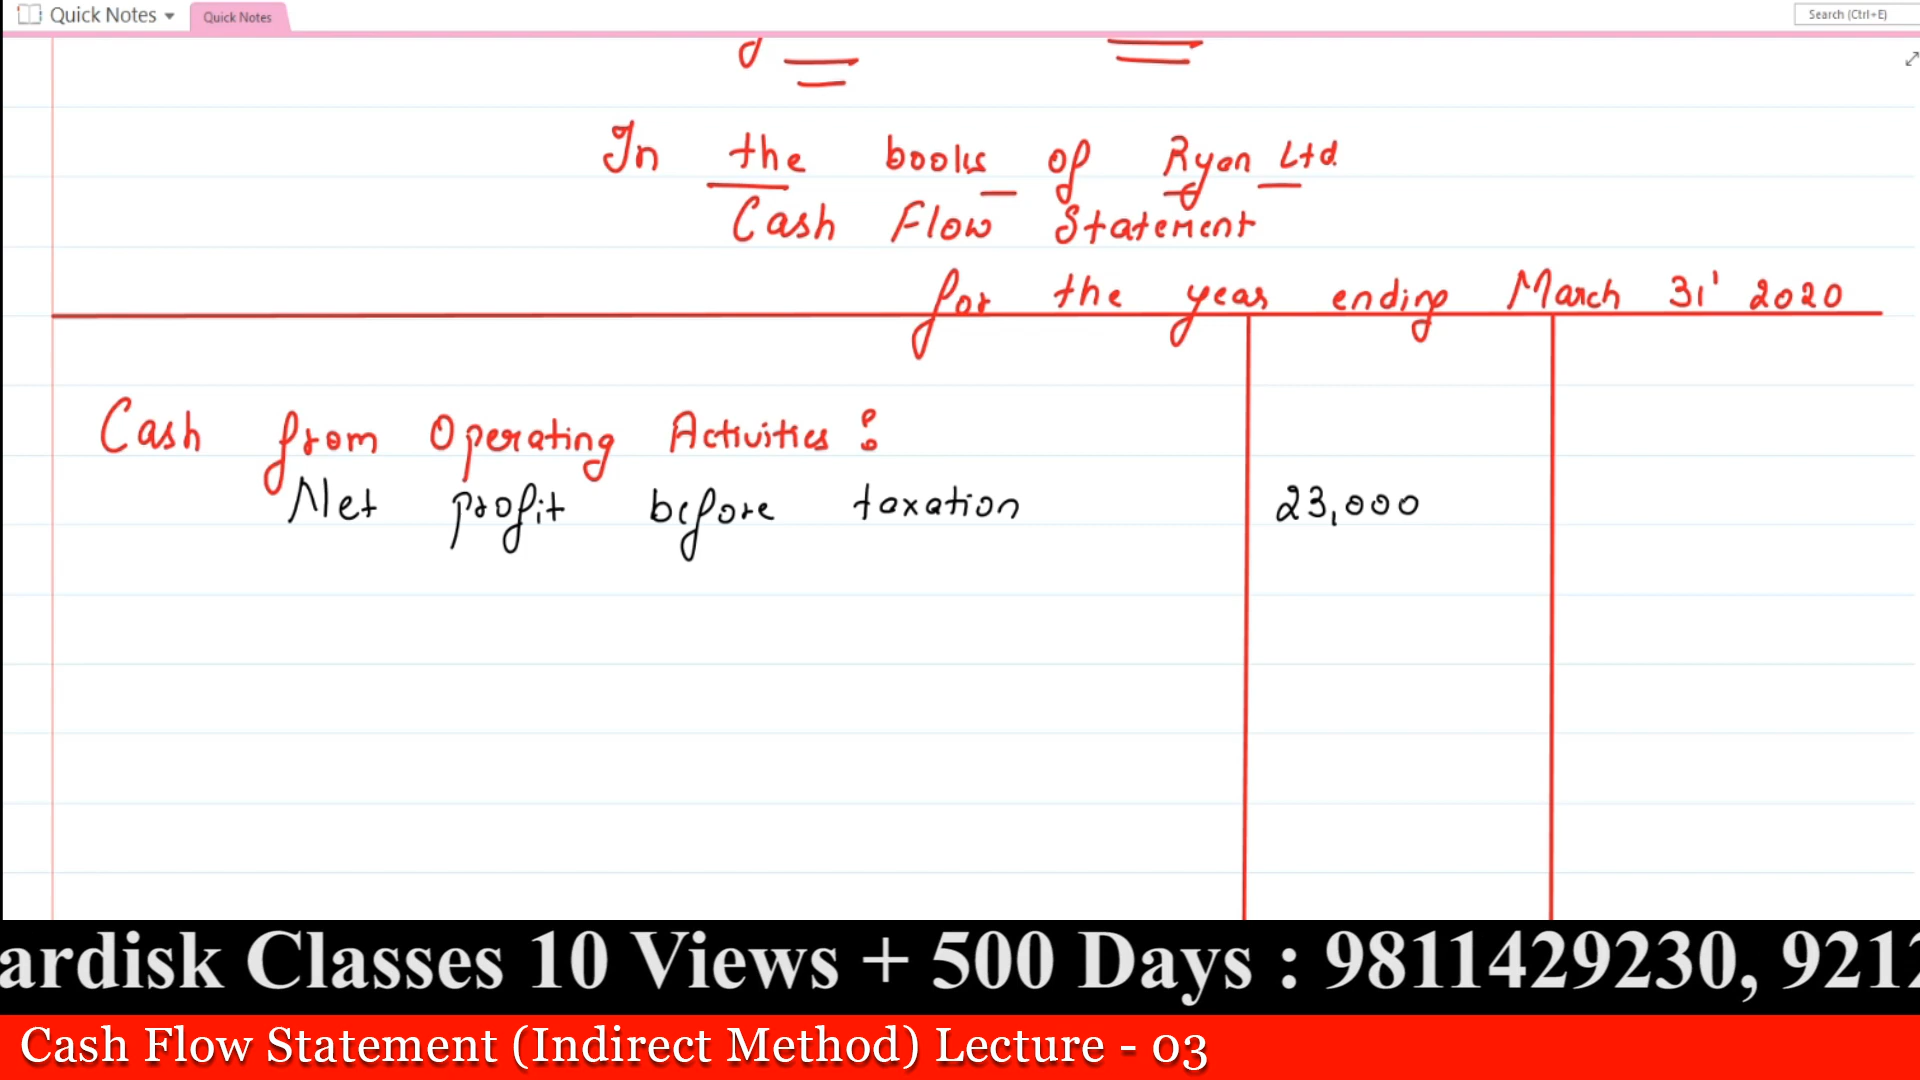 Quick Notes
Quick Notes
Search (Ctrl+E)
In the books of Ryan Ltd.
Cash Flow Statement
for the year ending March 31' 2020
Cash from Operating Activities :
Net profit before taxation 23,000
ardisk Classes 10 Views + 500 Days : 9811429230, 9212
Cash Flow Statement (Indirect Method) Lecture - 03